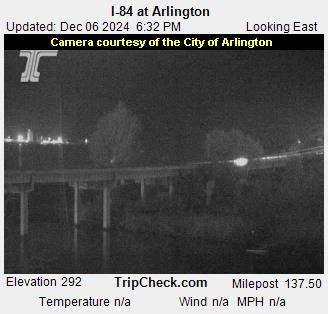 I-84 at Arlington
Updated: Dec 06 2024 6:32 PM Looking East
Camera courtesy of the City of Arlington
Elevation 292 TripCheck.com Milepost 137.50
Temperature n/a Wind n/a MPH n/a